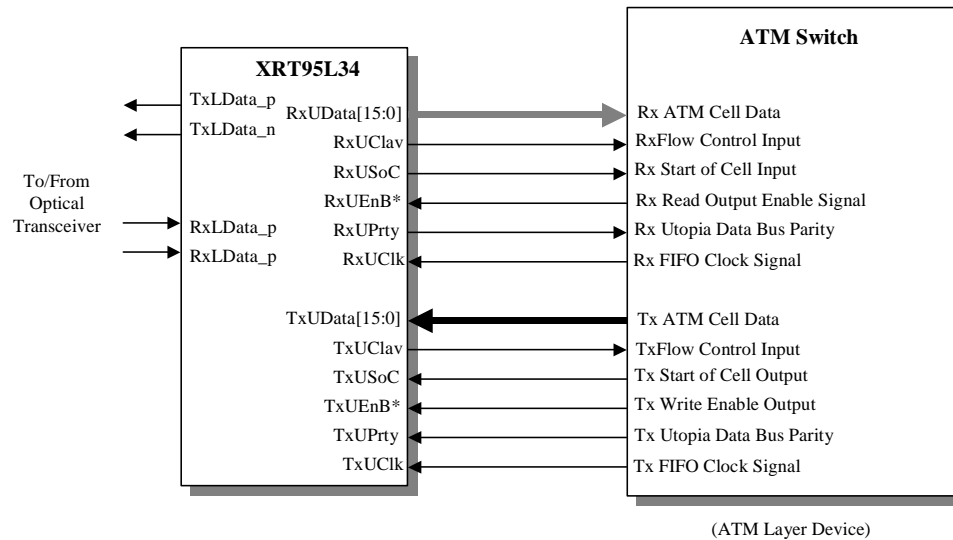 ATM Switch
XRT95L34
TxLData_p
TxLData_n
RxUData[15:0]
Rx ATM Cell Data
RxUClav
RxFlow Control Input
RxUSoC
Rx Start of Cell Input
To/From
Optical
Transceiver
RxUEnB*
Rx Read Output Enable Signal
RxLData_p
RxUPrty
Rx Utopia Data Bus Parity
RxLData_p
RxUClk
Rx FIFO Clock Signal
TxUData[15:0]
Tx ATM Cell Data
TxUClav
TxFlow Control Input
TxUSoC
Tx Start of Cell Output
TxUEnB*
Tx Write Enable Output
TxUPrty
Tx Utopia Data Bus Parity
TxUClk
Tx FIFO Clock Signal
(ATM Layer Device)